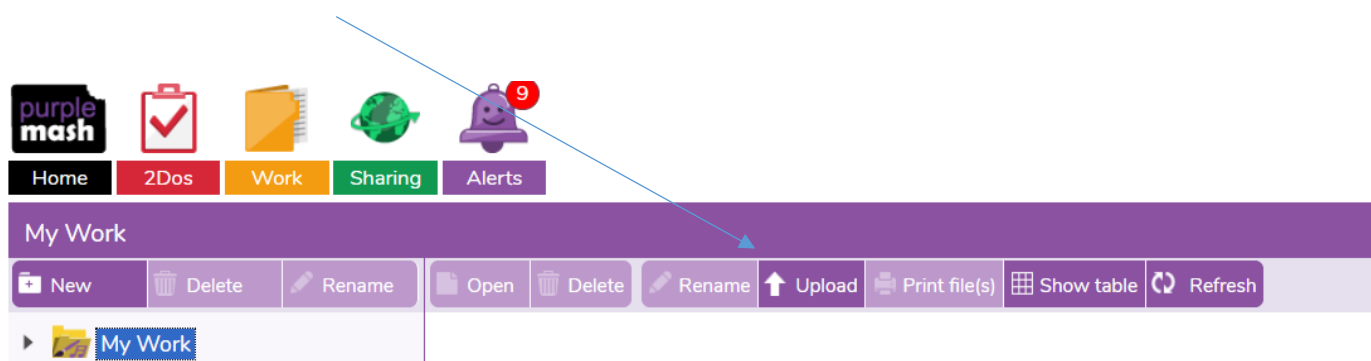 9
purple
mash
Home 2Dos Work Sharing Alerts
My Work
New Delete Rename Open Delete Rename Upload Print file(s) Show table Refresh
My Work